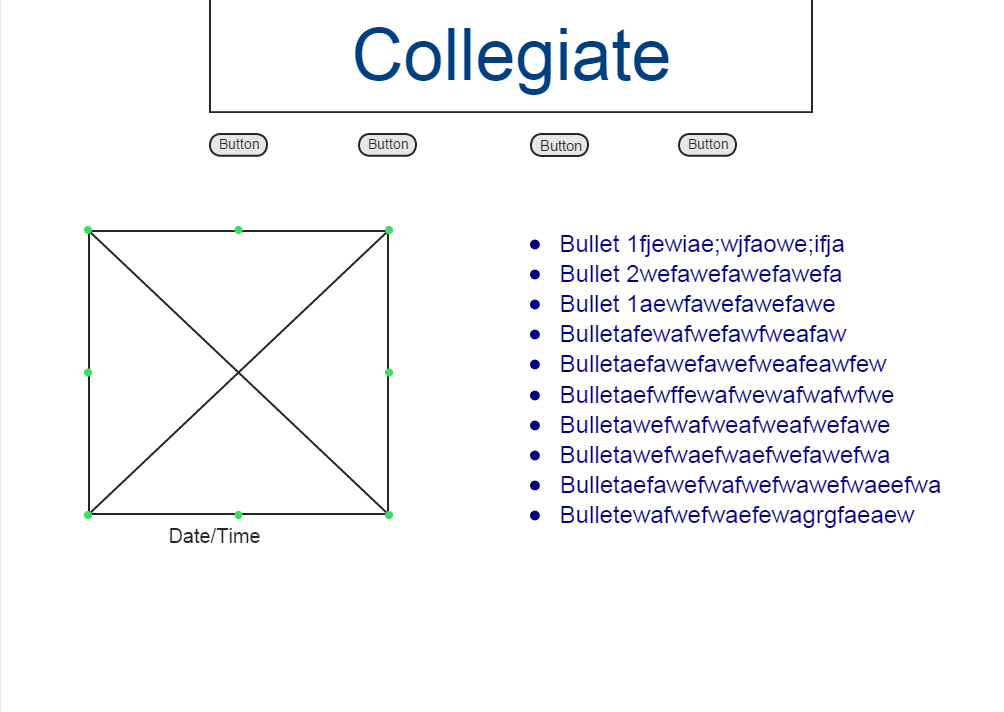 Collegiate
Button Button Button Button
Bullet 1fjewiae;wjfaowe;ifja
Bullet 2wefawefawefawefa
Bullet 1aewfawefawefawe
Bulletafewafwefawfweafaw
Bulletaefawefawefweafeawfew
Bulletaefwffewafwewafwafwfwe
Bulletawefwafweafweafwefawe
Bulletawefwaefwaefwefawefwa
Bulletaefawefwafwefwawefwaeefwa
Bulletewafwefwaefewagrgfaeaew
Date/Time